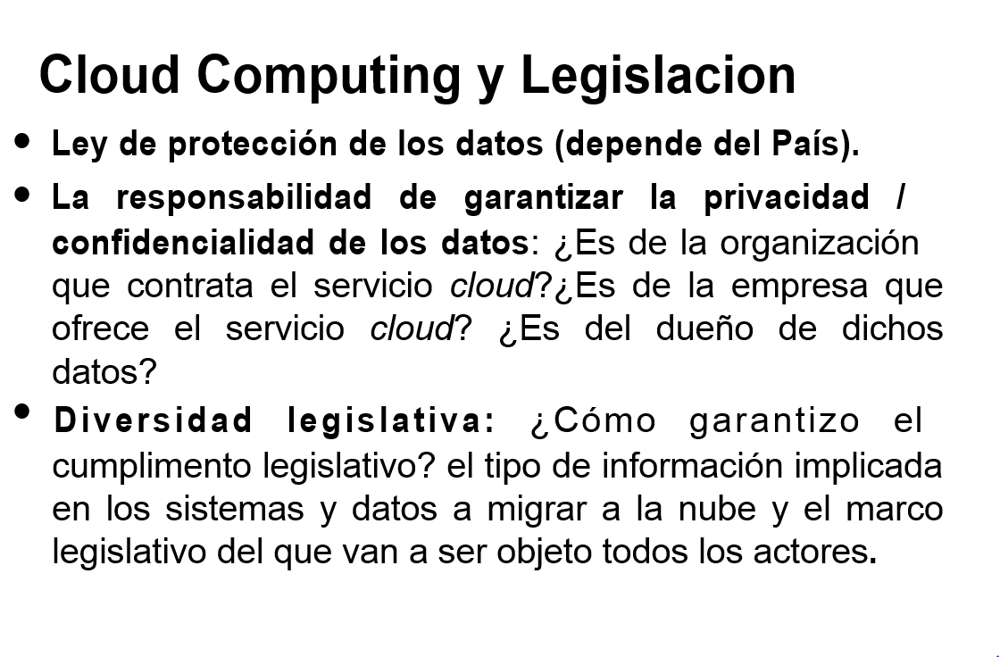 Cloud Computing y Legislacion
• Ley de protección de los datos (depende del País).
• La responsabilidad de garantizar la privacidad /
confidencialidad de los datos: ¿Es de la organización
que contrata el servicio cloud?¿Es de la empresa que
ofrece el servicio cloud? ¿Es del dueño de dichos
datos?
• Diversidad legislativa: ¿Cómo garantizo el
cumplimento legislativo? el tipo de información implicada
en los sistemas y datos a migrar a la nube y el marco
legislativo del que van a ser objeto todos los actores.